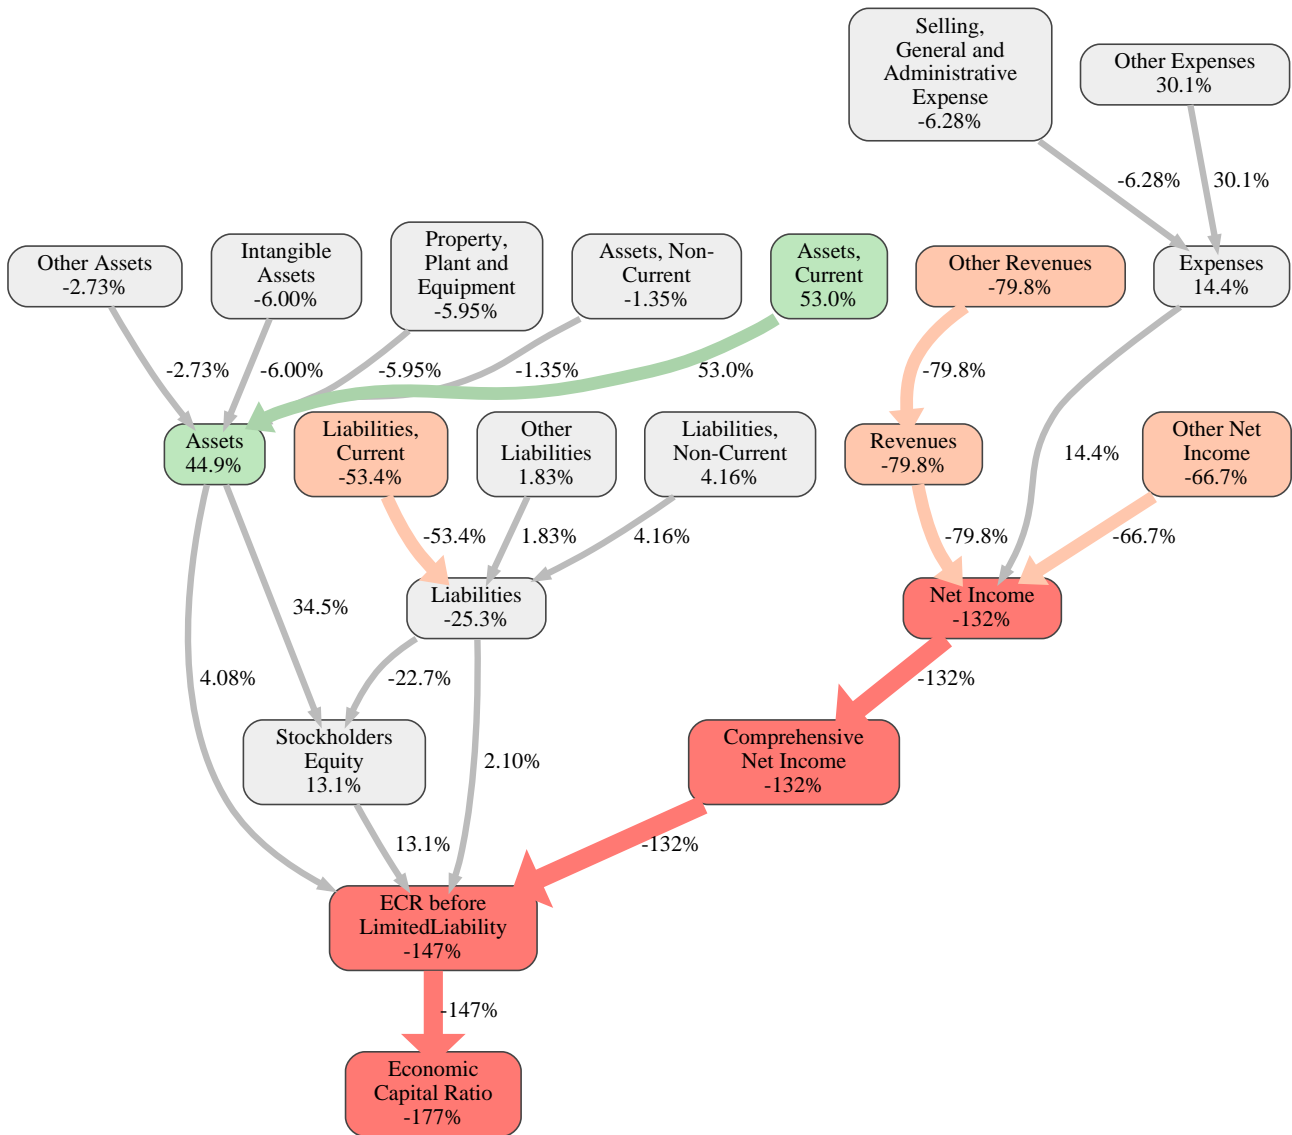 Selling,
General and
Administrative
Expense
-6.28%
Other Expenses
30.1%
-6.28%
30.1%
Other Assets
-2.73%
Intangible
Assets
-6.00%
Property,
Plant and
Equipment
-5.95%
Assets, Non-
Current
-1.35%
Assets,
Current
53.0%
Other Revenues
-79.8%
Expenses
14.4%
-2.73%
-6.00%
-5.95%
-1.35%
53.0%
-79.8%
14.4%
Assets
44.9%
Liabilities,
Current
-53.4%
Other
Liabilities
1.83%
Liabilities,
Non-Current
4.16%
Revenues
-79.8%
Other Net
Income
-66.7%
-53.4%
1.83%
4.16%
-79.8%
-66.7%
34.5%
Liabilities
-25.3%
Net Income
-132%
4.08%
-22.7%
2.10%
-132%
Stockholders
Equity
13.1%
Comprehensive
Net Income
-132%
13.1%
-132%
ECR before
LimitedLiability
-147%
-147%
Economic
Capital Ratio
-177%